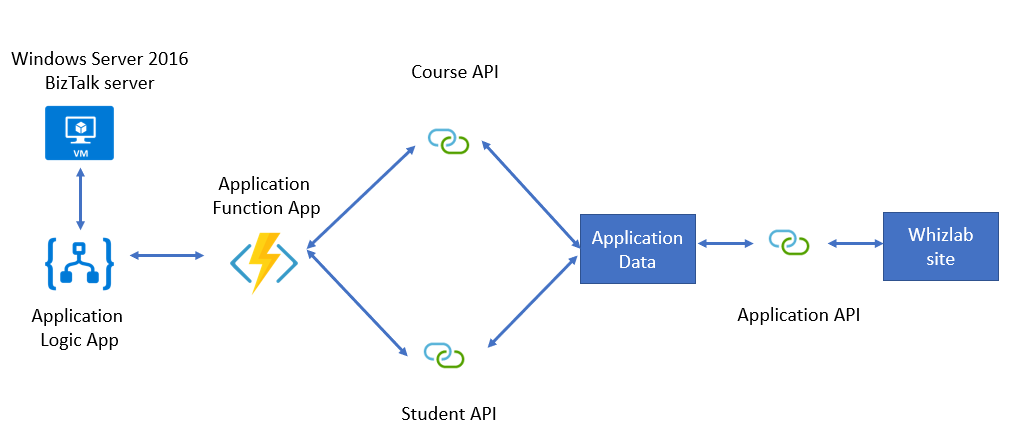 Windows Server 2016
BizTalk server
VM
Application
Logic App
Application
Function App
Course API
Student API
Application
Data
Application API
Whizlab
site